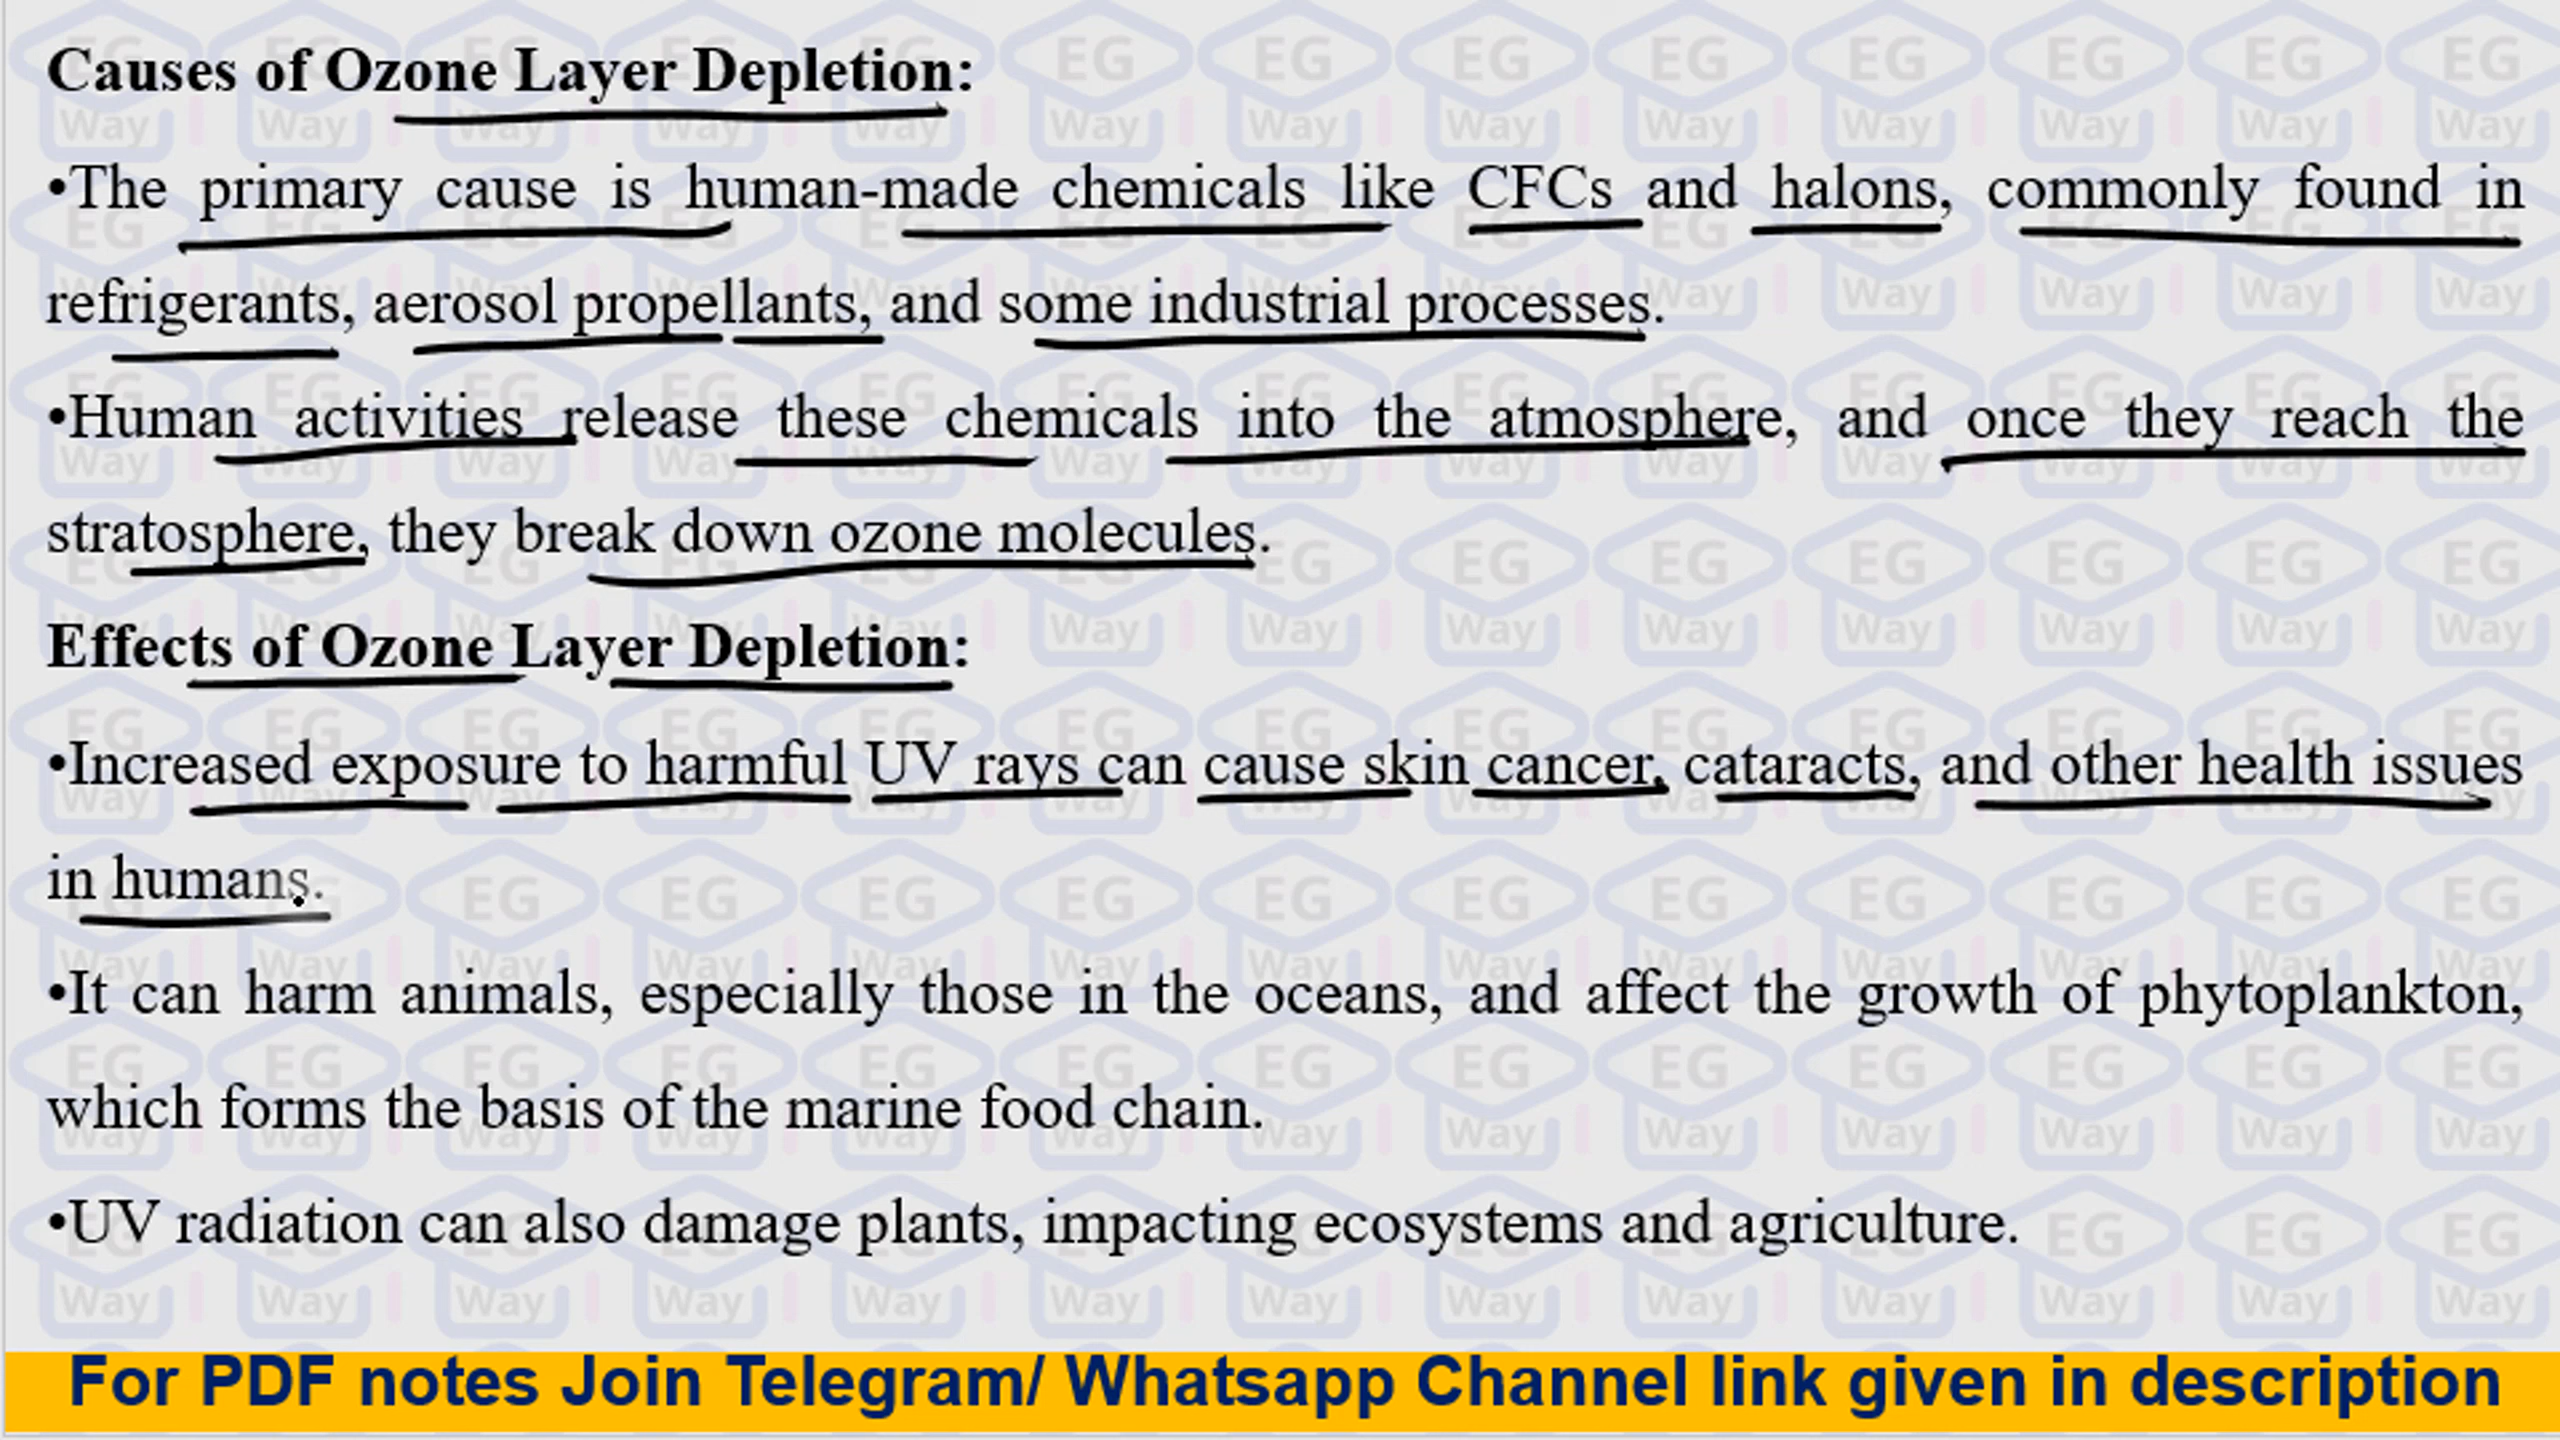 Causes of Ozone Layer Depletion:
•The primary cause is human-made chemicals like CFCs and halons, commonly found in
refrigerants, aerosol propellants, and some industrial processes.
•Human activities release these chemicals into the atmosphere, and once they reach the
stratosphere, they break down ozone molecules.
Effects of Ozone Layer Depletion:
•Increased exposure to harmful UV rays can cause skin cancer, cataracts, and other health issues
in humans.
•It can harm animals, especially those in the oceans, and affect the growth of phytoplankton,
which forms the basis of the marine food chain.
•UV radiation can also damage plants, impacting ecosystems and agriculture.
For PDF notes Join Telegram/ Whatsapp Channel link given in description